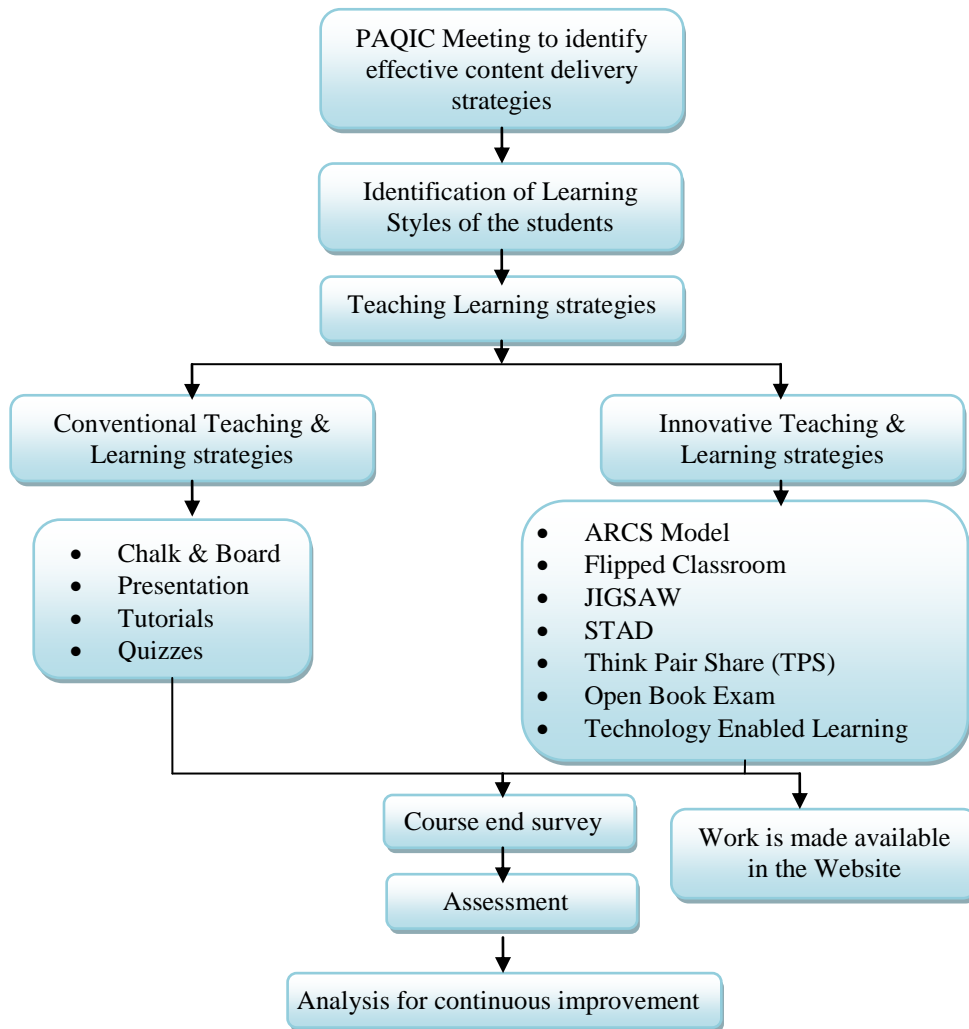 PAQIC Meeting to identify
effective content delivery
strategies
Identification of Learning
Styles of the students
Teaching Learning strategies
Conventional Teaching &
Learning strategies
Innovative Teaching &
Learning strategies
• Chalk & Board
• Presentation
• Tutorials
• Quizzes
• ARCS Model
• Flipped Classroom
• JIGSAW
• STAD
• Think Pair Share (TPS)
• Open Book Exam
• Technology Enabled Learning
Course end survey
Work is made available
in the Website
Assessment
Analysis for continuous improvement